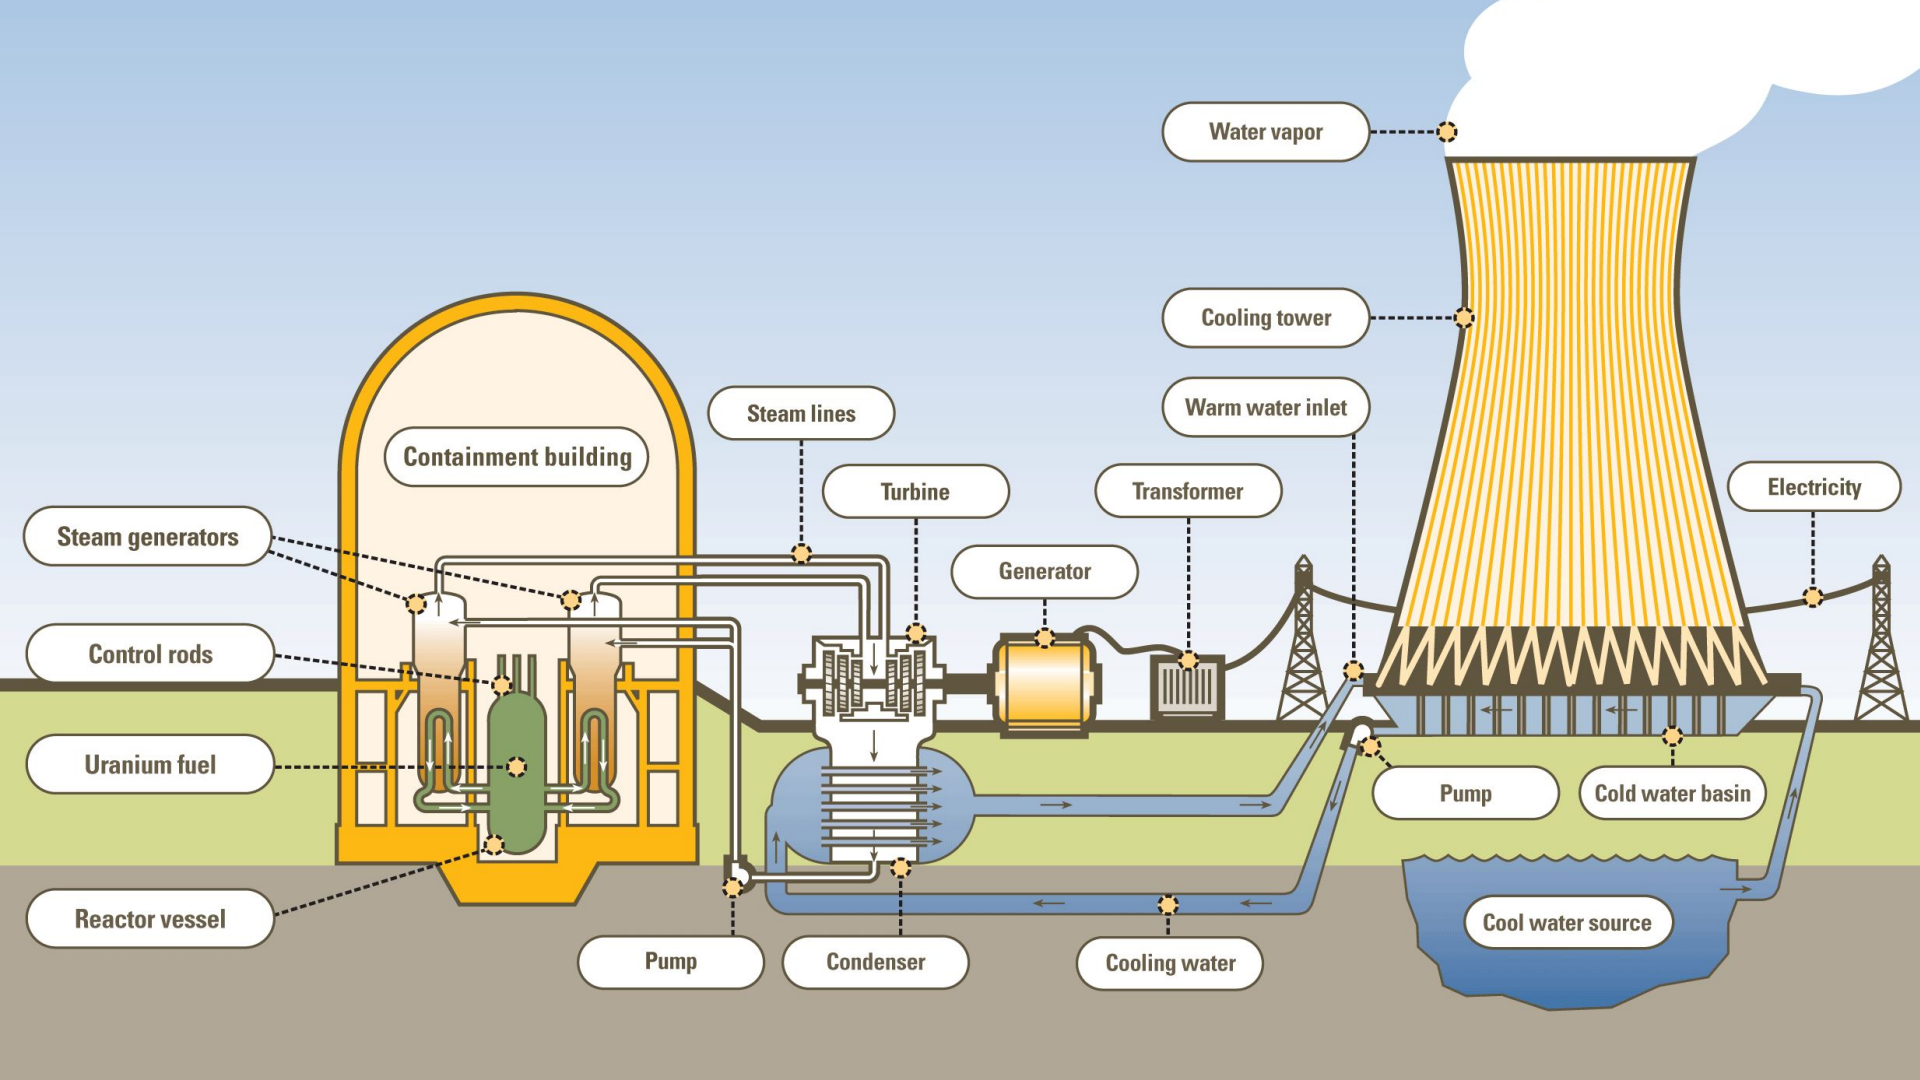 Water vapor
Cooling tower
Warm water inlet
Steam lines
Containment building
Turbine
Transformer
Electricity
Steam generators
Generator
Control rods
Uranium fuel
Pump
Cold water basin
Reactor vessel
Cool water source
Pump
Condenser
Cooling water